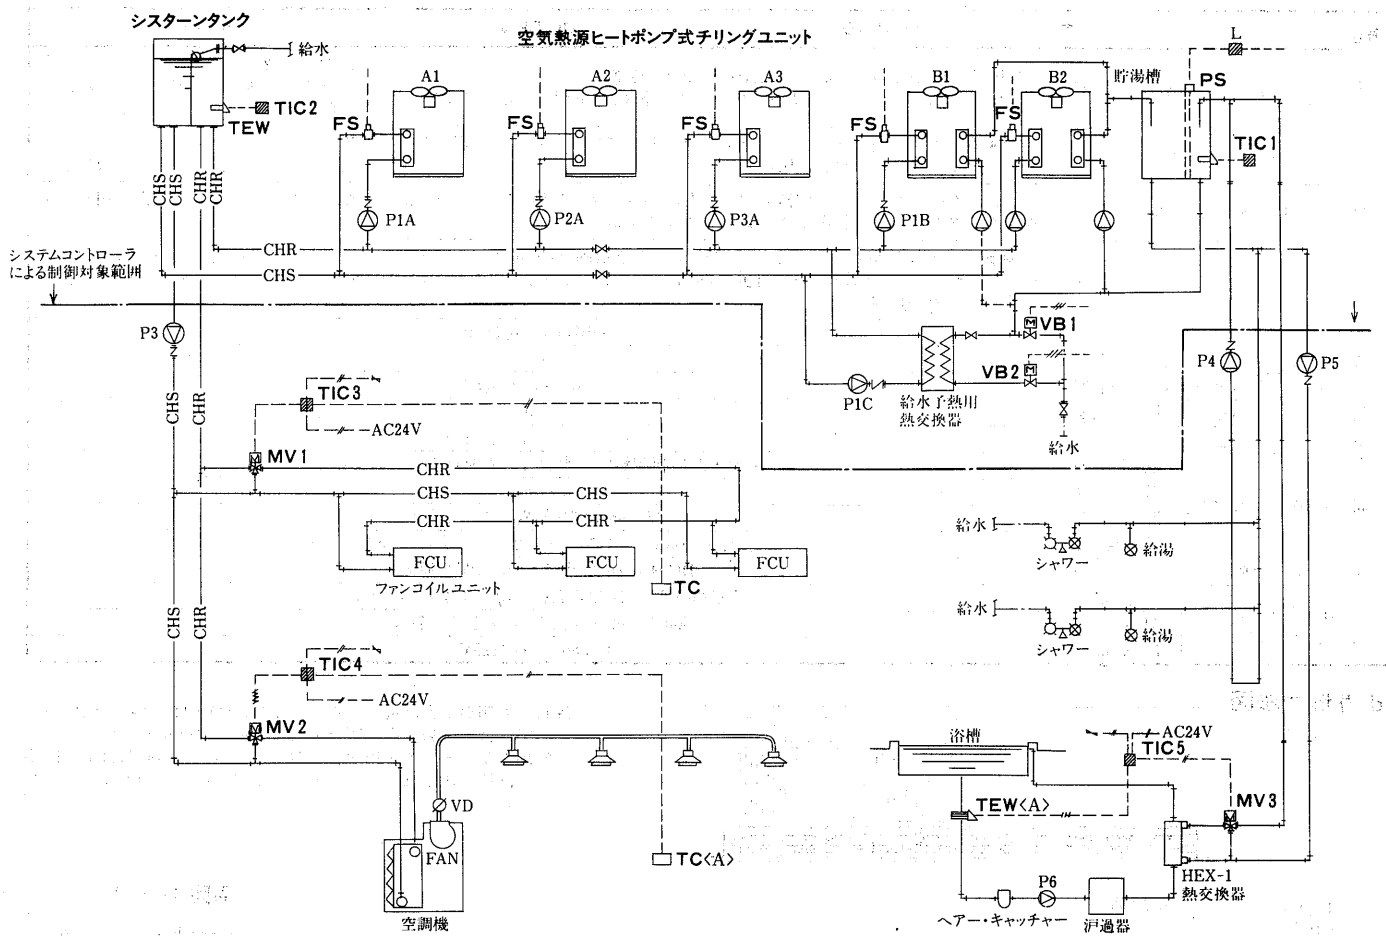 シスターンタンク
空気熱源ヒートポンプ式チリングユニット
給水
TIC2
TEW
CHS
CHS
CHR
CHR
A1
A2
A3
B1
B2
FS
FS
FS
FS
FS
貯湯槽
L
PS
TIC1
P1A
P2A
P3A
P1B
CHR
CHS
システムコントローラ
による制御対象範囲
P3
VB1
VB2
P1C
給水予熱用
熱交換器
給水
P4
P5
CHS
CHR
TIC3
AC24V
MV1
CHR
CHS
CHS
CHR
CHR
FCU
FCU
FCU
ファンコイルユニット
TC
給水
シャワー
給湯
給水
シャワー
給湯
CHS
CHR
TIC4
AC24V
MV2
VD
FAN
空調機
TC<A>
浴槽
AC24V
TIC5
TEW<A>
MV3
HEX-1
熱交換器
P6
ヘアー・キャッチャー
沪過器